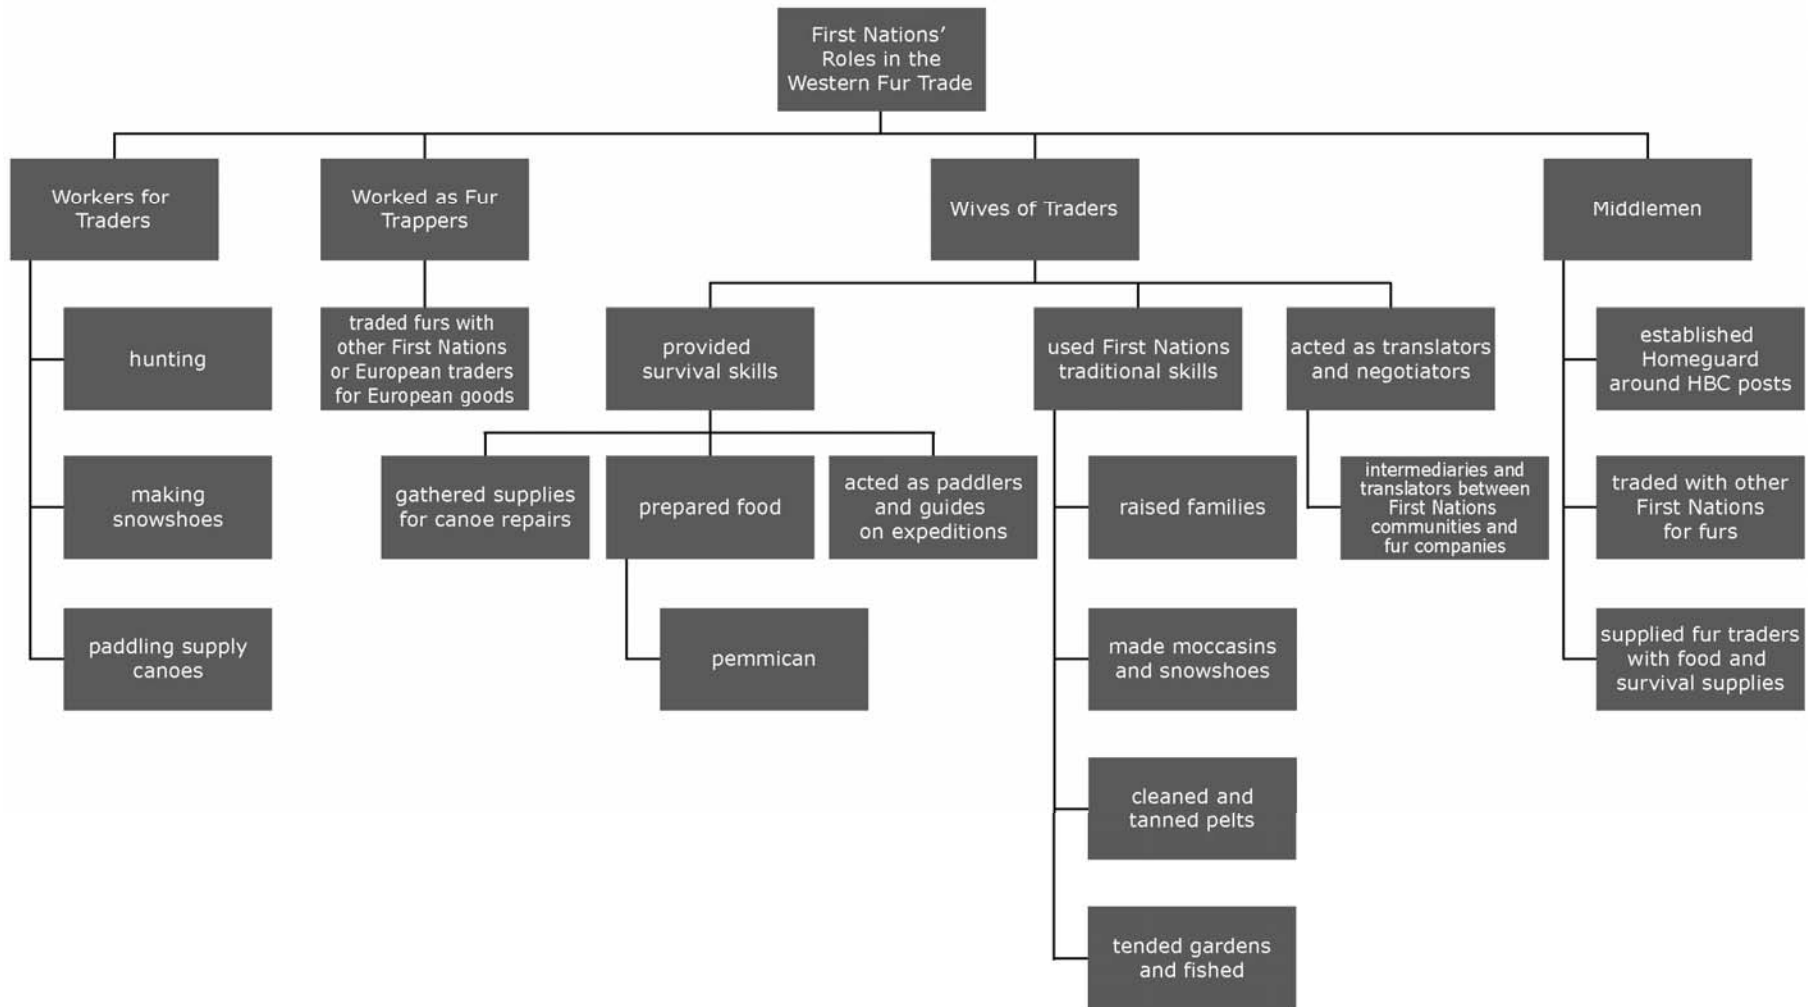 First Nations’
Roles in the
Western Fur Trade
Workers for
Traders
Worked as Fur
Trappers
Wives of Traders
Middlemen
hunting
traded furs with
other First Nations
or European traders
for European goods
provided
survival skills
used First Nations
traditional skills
acted as translators
and negotiators
established
Homeguard
around HBC posts
making
snowshoes
gathered supplies
for canoe repairs
prepared food
acted as paddlers
and guides
on expeditions
raised families
intermediaries and
translators between
First Nations
communities and
fur companies
traded with other
First Nations
for furs
paddling supply
canoes
pemmican
made moccasins
and snowshoes
supplied fur traders
with food and
survival supplies
cleaned and
tanned pelts
tended gardens
and fished